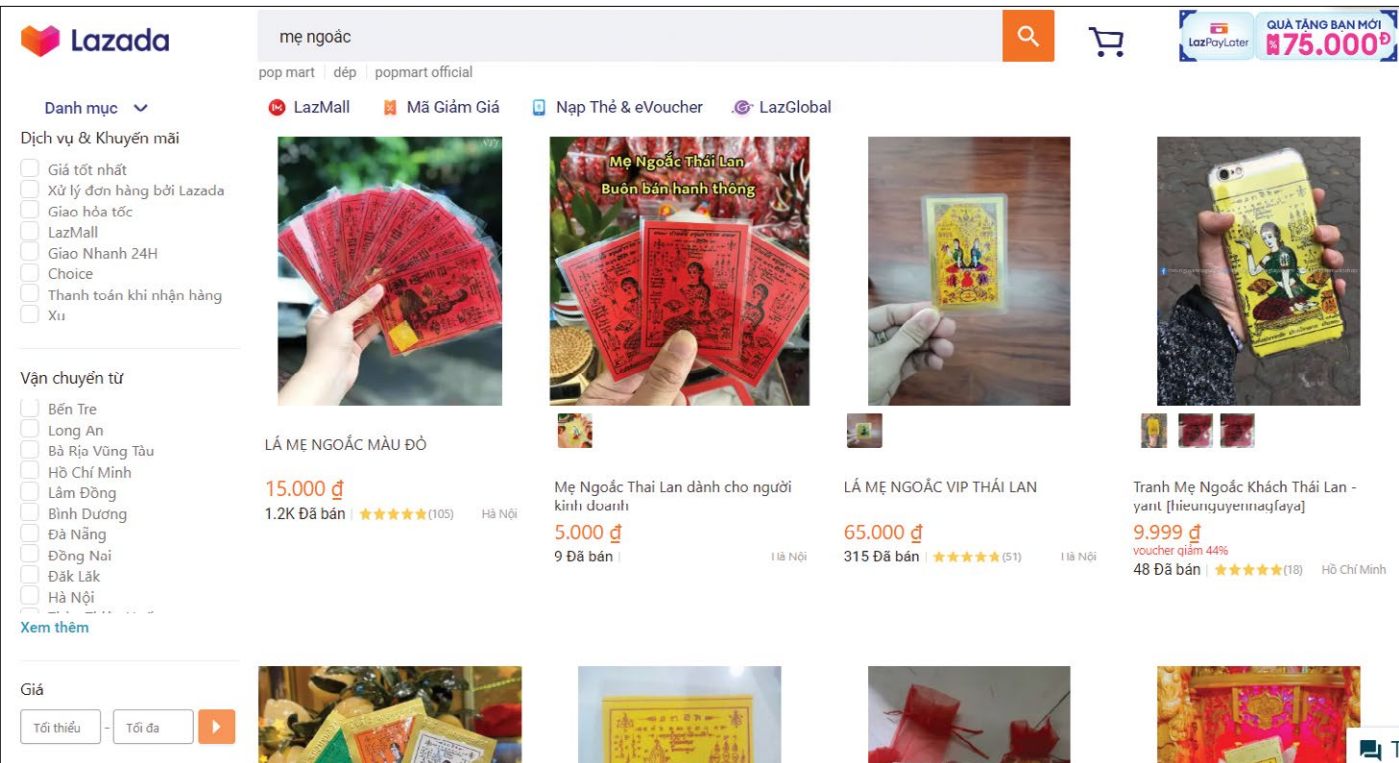 Lazada
mẹ ngoắc
LazPayLater
QUÀ TẶNG BẠN MỚI
75.000Đ
pop mart
dép
popmart official
Danh mục
LazMall
Mã Giảm Giá
Nạp Thẻ & eVoucher
LazGlobal
Dịch vụ & Khuyến mãi
Giá tốt nhất
Xử lý đơn hàng bởi Lazada
Giao hỏa tốc
LazMall
Giao Nhanh 24H
Choice
Thanh toán khi nhận hàng
Xu
Vận chuyển từ
Bến Tre
Long An
Bà Rịa Vũng Tàu
Hồ Chí Minh
Lâm Đồng
Bình Dương
Đà Nẵng
Đồng Nai
Đăk Lăk
Hà Nội
Xem thêm
Giá
Tối thiểu
-
Tối đa
LÁ MẸ NGOẮC MÀU ĐỎ
15.000 ₫
1.2K Đã bán
(105)
Hà Nội
Mẹ Ngoắc Thái Lan
Buôn bán hanh thông
Mẹ Ngoắc Thai Lan dành cho người
kinh doanh
5.000 ₫
9 Đã bán
Hà Nội
LÁ MẸ NGOẮC VIP THÁI LAN
65.000 ₫
315 Đã bán
(51)
Hà Nội
Tranh Mẹ Ngoắc Khách Thái Lan -
yant [hieunguyennagfaya]
9.999 ₫
voucher giảm 44%
48 Đã bán
(18)
Hồ Chí Minh